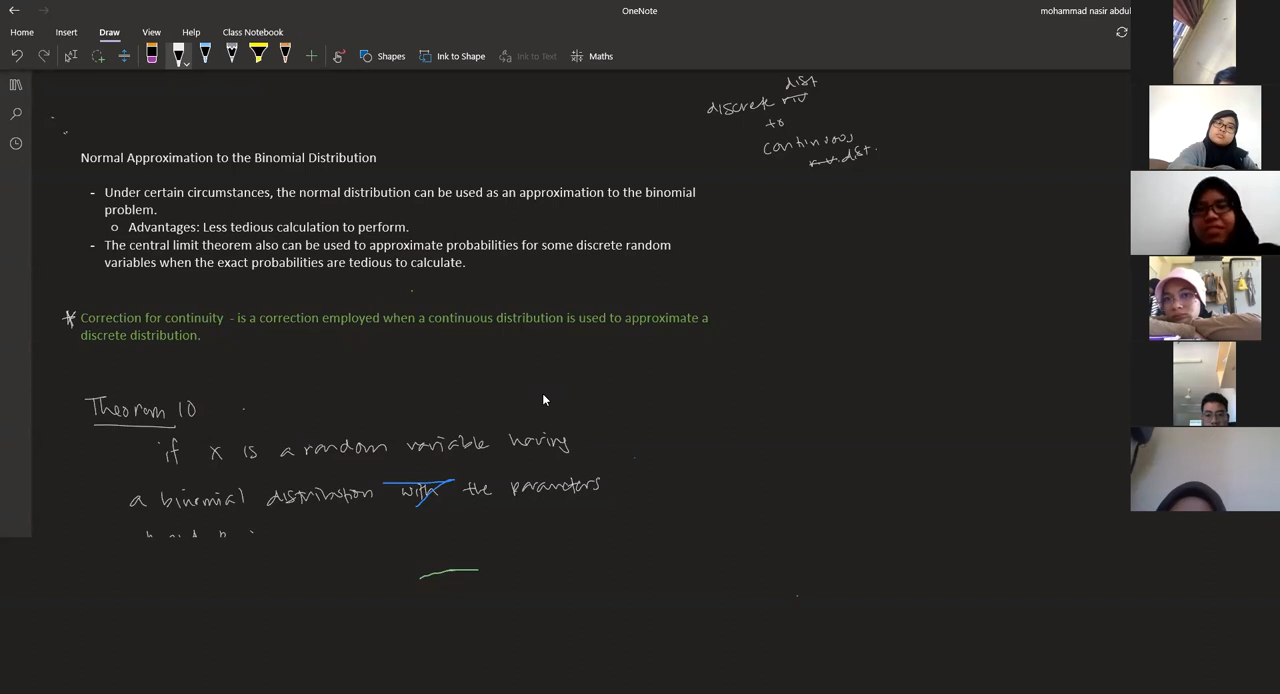 OneNote
mohammad nasir abdul
Home Insert Draw View Help Class Notebook
Shapes Ink to Shape Ink to Text Maths
dist
discrete
to
continuous
dist.
Normal Approximation to the Binomial Distribution
- Under certain circumstances, the normal distribution can be used as an approximation to the binomial
problem.
o Advantages: Less tedious calculation to perform.
- The central limit theorem also can be used to approximate probabilities for some discrete random
variables when the exact probabilities are tedious to calculate.
* Correction for continuity - is a correction employed when a continuous distribution is used to approximate a
discrete distribution.
Theorem 10
if x is a random variable having
a binomial distribution with the parameters